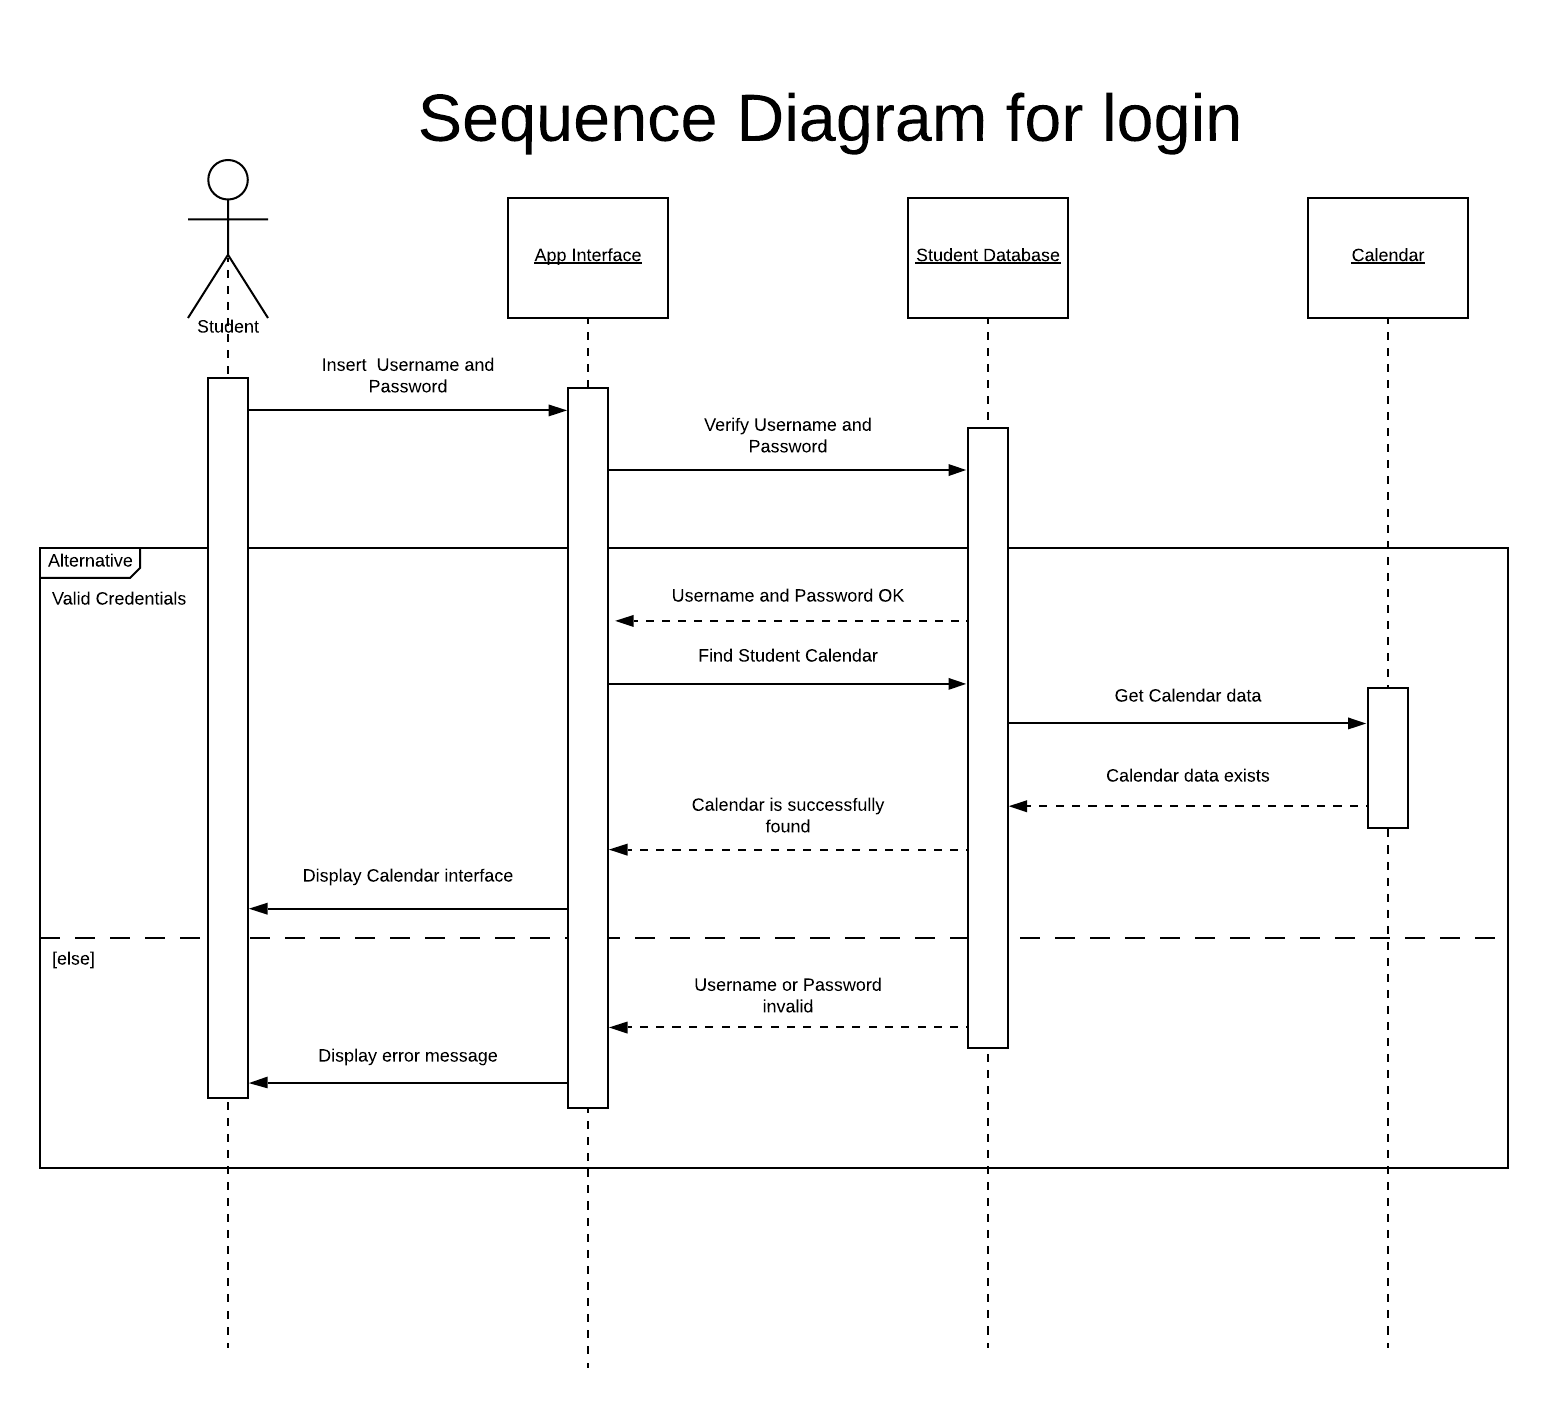 Sequence Diagram for login
Student
App Interface
Student Database
Calendar
Insert  Username and
Password
Verify Username and
Password
Alternative
Valid Credentials
Username and Password OK
Find Student Calendar
Get Calendar data
Calendar data exists
Calendar is successfully
found
Display Calendar interface
[else]
Username or Password
invalid
Display error message